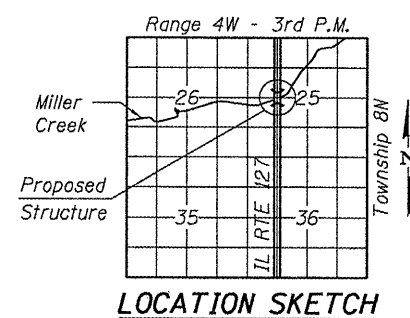 Range 4W - 3rd P.M.
Miller
Creek
26
25
Township 8N
N
Proposed
Structure
IL RTE 127
35
36
LOCATION SKETCH